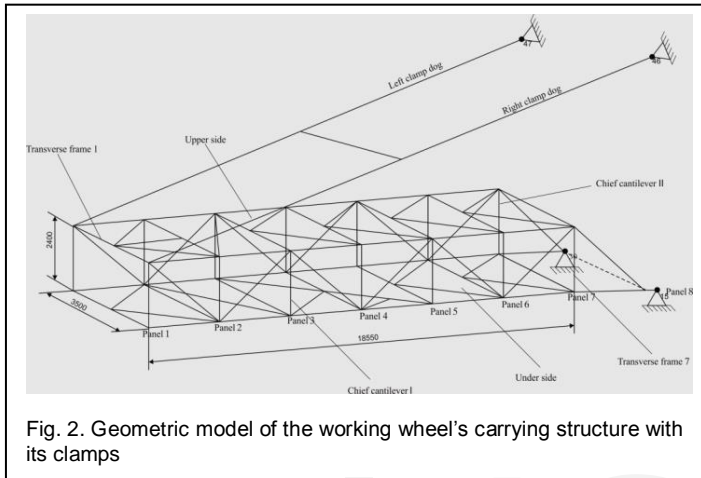 47
46
Left clamp dog
Right clamp dog
Upper side
Transverse frame 1
Chief cantilever II
2400
3500
Panel 1
Panel 2
Panel 3
Panel 4
Panel 5
Panel 6
Panel 7
Panel 8
15
18550
Transverse frame 7
Under side
Chief cantilever I
Fig. 2. Geometric model of the working wheel's carrying structure with
its clamps